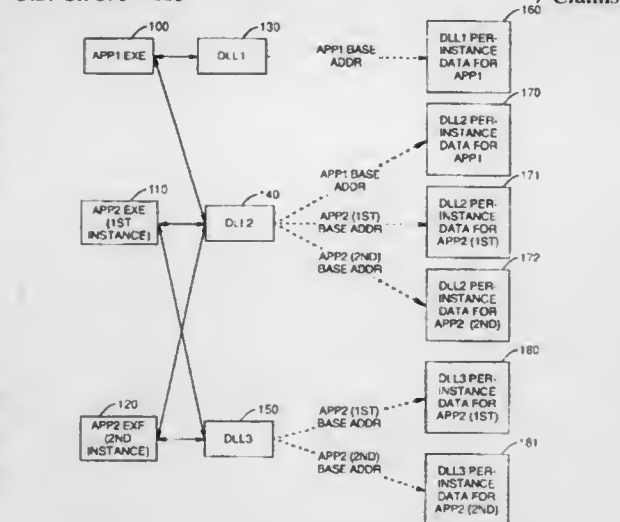 160
100
130
APP1 EXE
DLL1
APP1 BASE
ADDR
DLL1 PER-
INSTANCE
DATA FOR
APP1
170
DLL2 PER-
INSTANCE
DATA FOR
APP1
APP1 BASE
ADDR
110
140
171
APP2 EXE
(1ST
INSTANCE)
DLL2
APP2 (1ST)
BASE ADDR
DLL2 PER-
INSTANCE
DATA FOR
APP2 (1ST)
APP2 (2ND)
BASE ADDR
172
DLL2 PER-
INSTANCE
DATA FOR
APP2 (2ND)
180
120
150
APP2 EXE
(2ND
INSTANCE)
DLL3
APP2 (1ST)
BASE ADDR
DLL3 PER-
INSTANCE
DATA FOR
APP2 (1ST)
APP2 (2ND)
BASE ADDR
181
DLL3 PER-
INSTANCE
DATA FOR
APP2 (2ND)